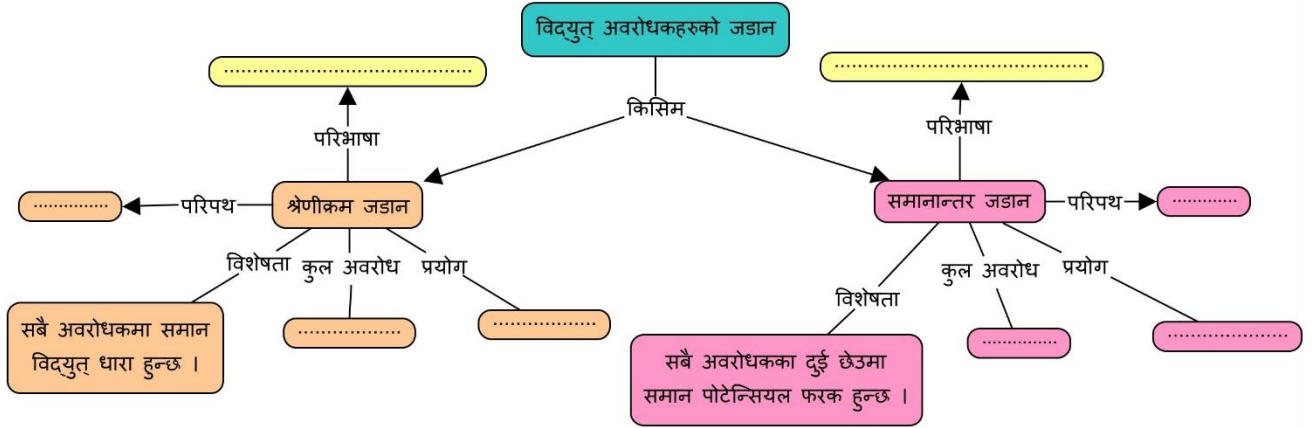 विद्युत् अवरोधकहरुको जडान
.......................................
........................................
किसिम
परिभाषा
परिभाषा
.............. परिपथ श्रेणीक्रम जडान
समानान्तर जडान परिपथ ............
विशेषता कुल अवरोध प्रयोग
विशेषता कुल अवरोध प्रयोग
सबै अवरोधकमा समान
विद्युत् धारा हुन्छ ।
....................
..................
सबै अवरोधकका दुई छेउमा
समान पोटेन्सियल फरक हुन्छ ।
...............
.....................